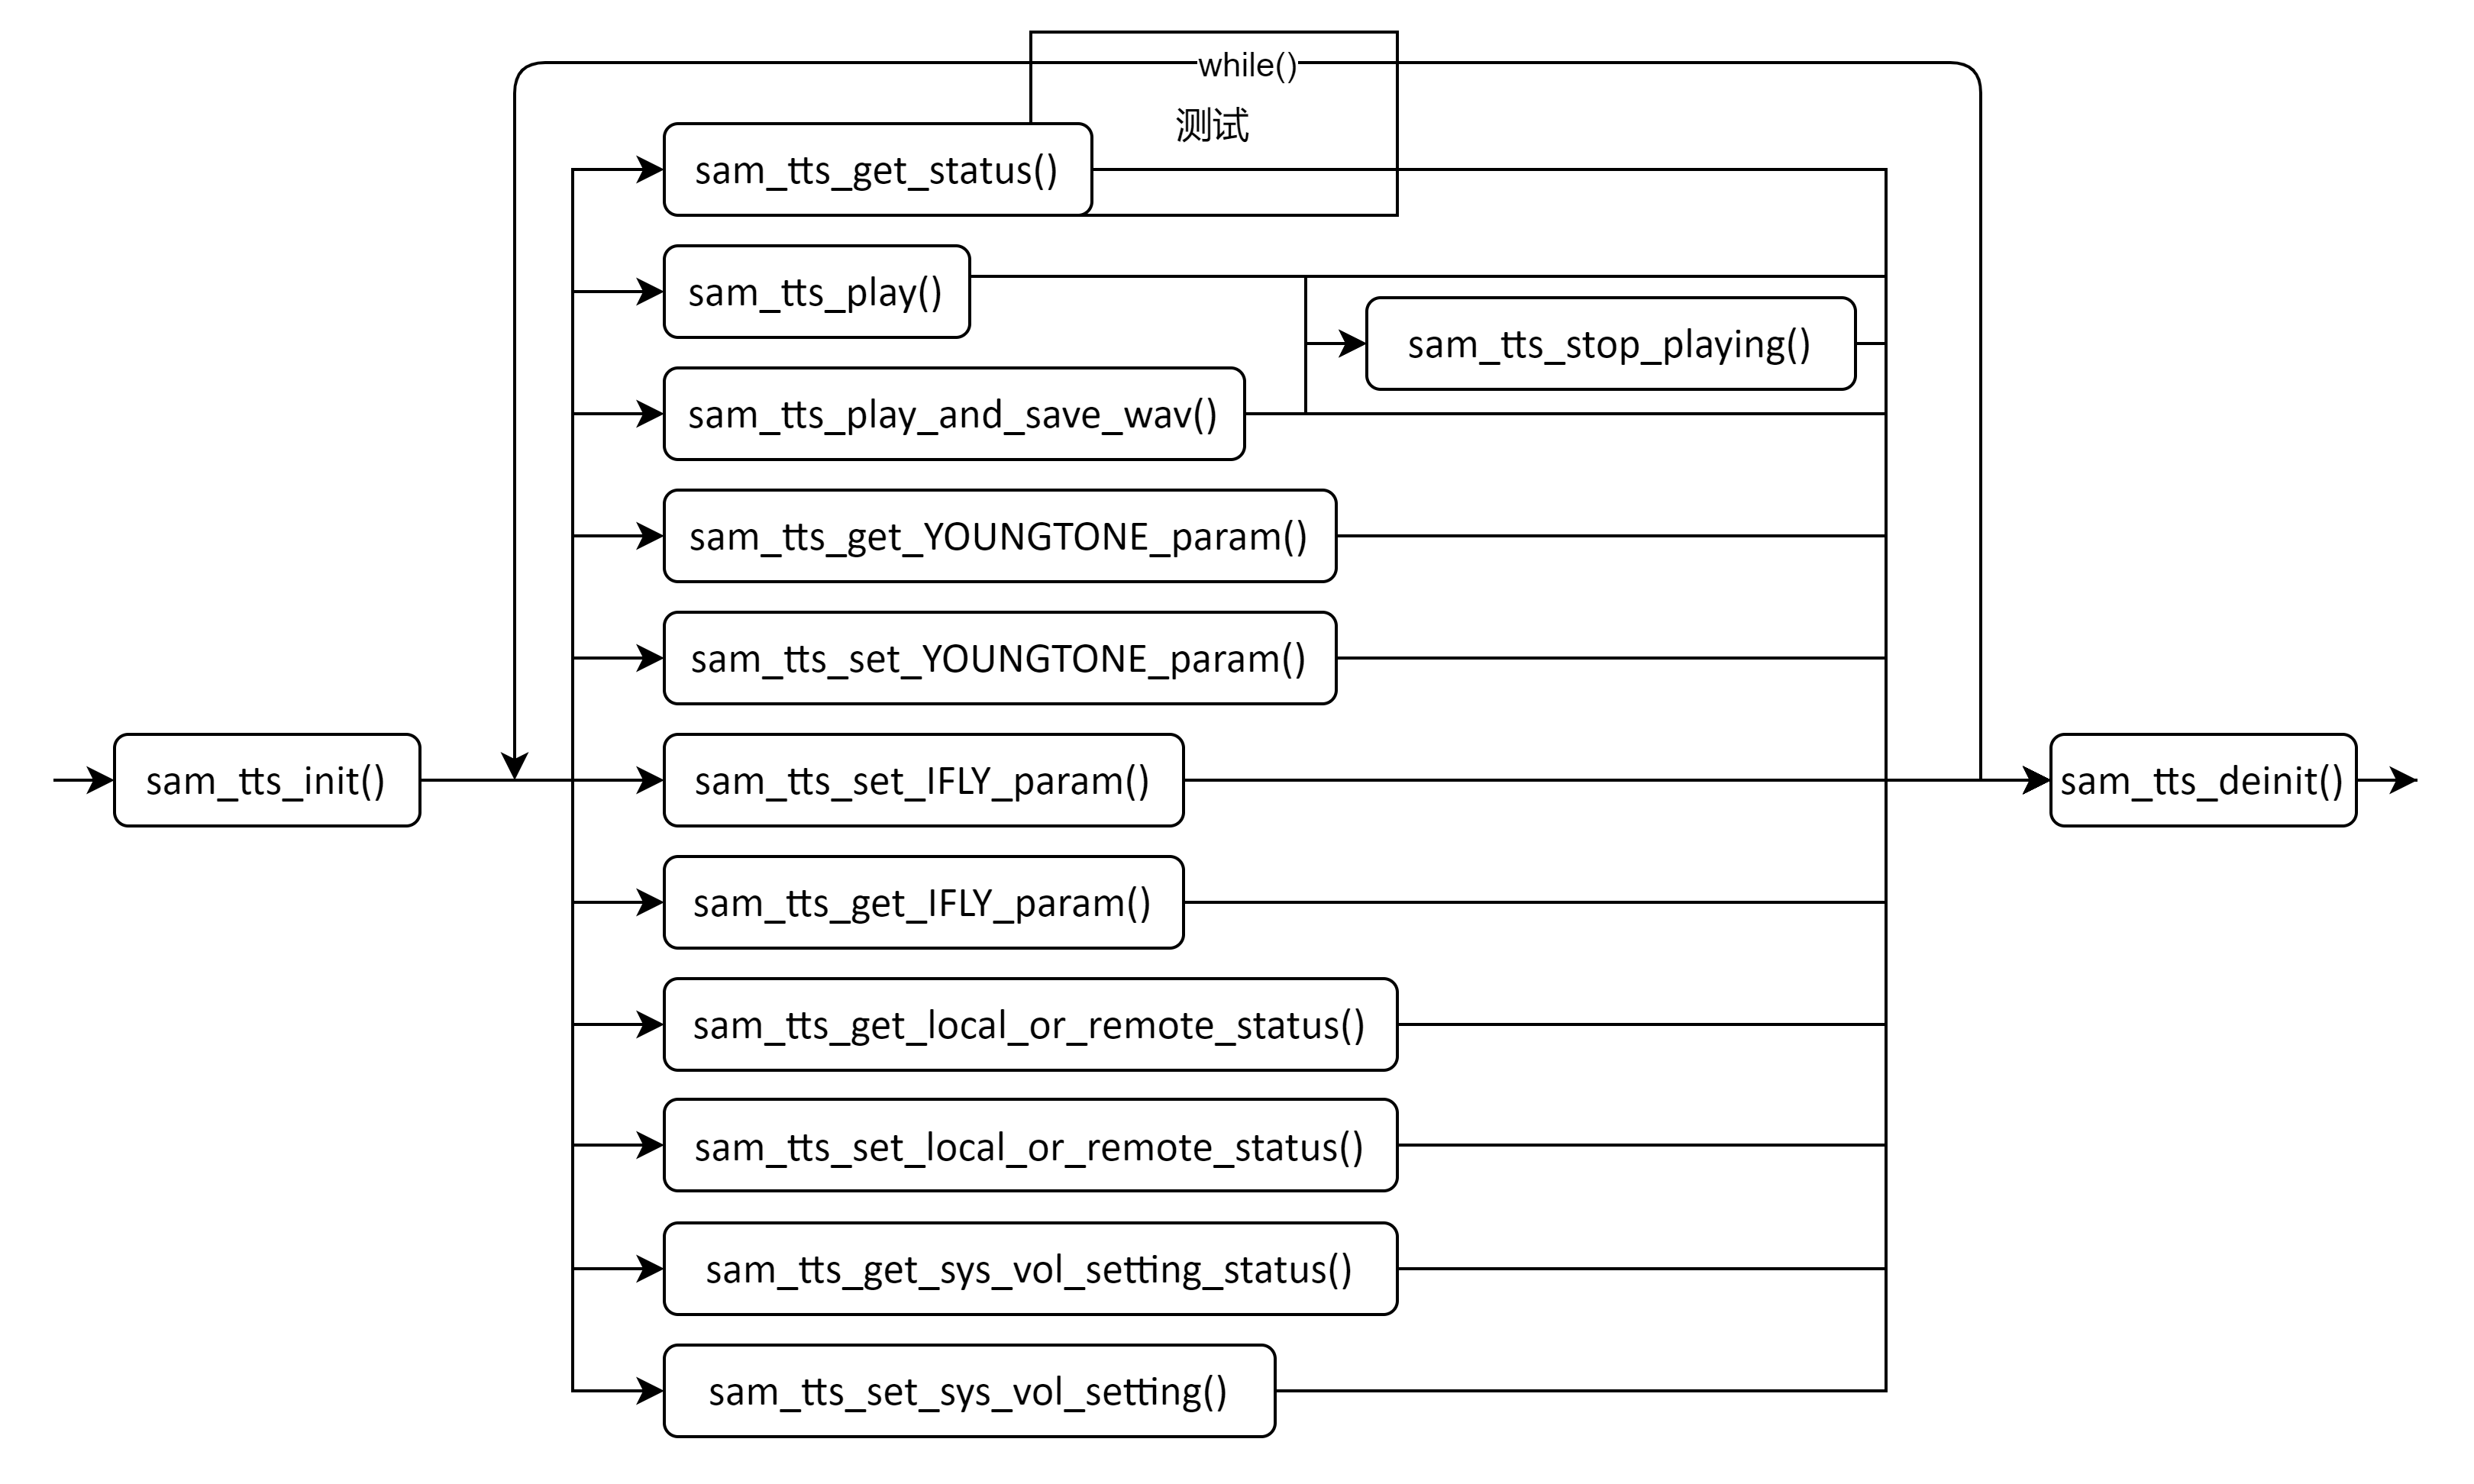 while()
测试
sam_tts_get_status()
sam_tts_play()
sam_tts_stop_playing()
sam_tts_play_and_save_wav()
sam_tts_get_YOUNGTONE_param()
sam_tts_set_YOUNGTONE_param()
sam_tts_init()
sam_tts_set_IFLY_param()
sam_tts_deinit()
sam_tts_get_IFLY_param()
sam_tts_get_local_or_remote_status()
sam_tts_set_local_or_remote_status()
sam_tts_get_sys_vol_setting_status()
sam_tts_set_sys_vol_setting()